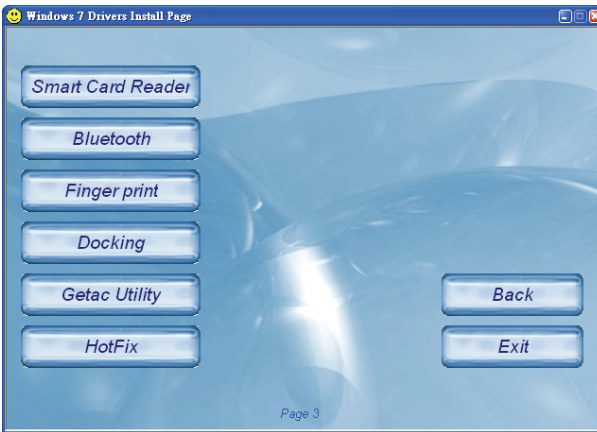 Windows 7 Drivers Install Page
Smart Card Reader
Bluetooth
Finger print
Docking
Getac Utility
HotFix
Back
Exit
Page 3